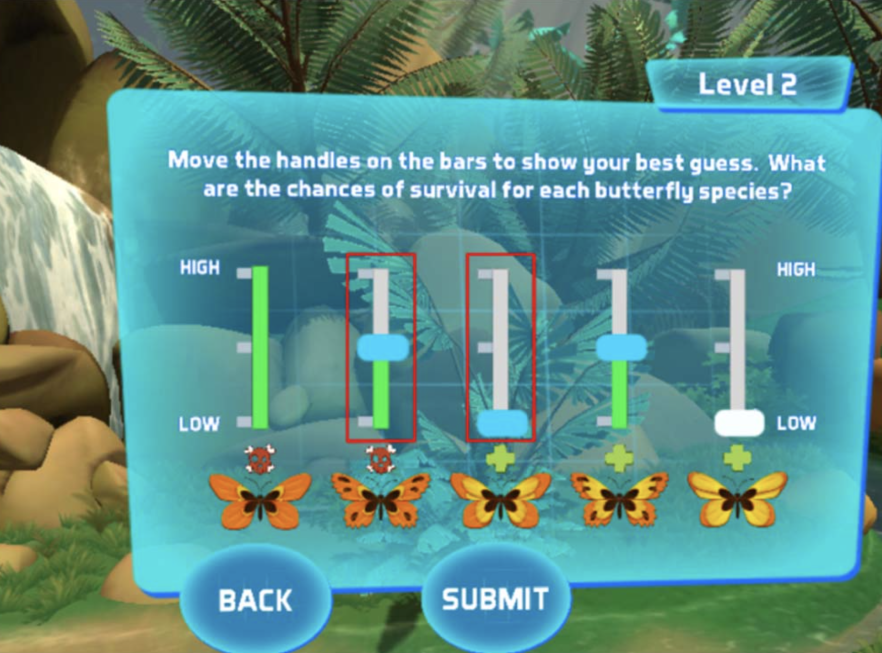 Level 2
Move the handles on the bars to show your best guess. What
are the chances of survival for each butterfly species?
HIGH
HIGH
LOW
LOW
BACK
SUBMIT